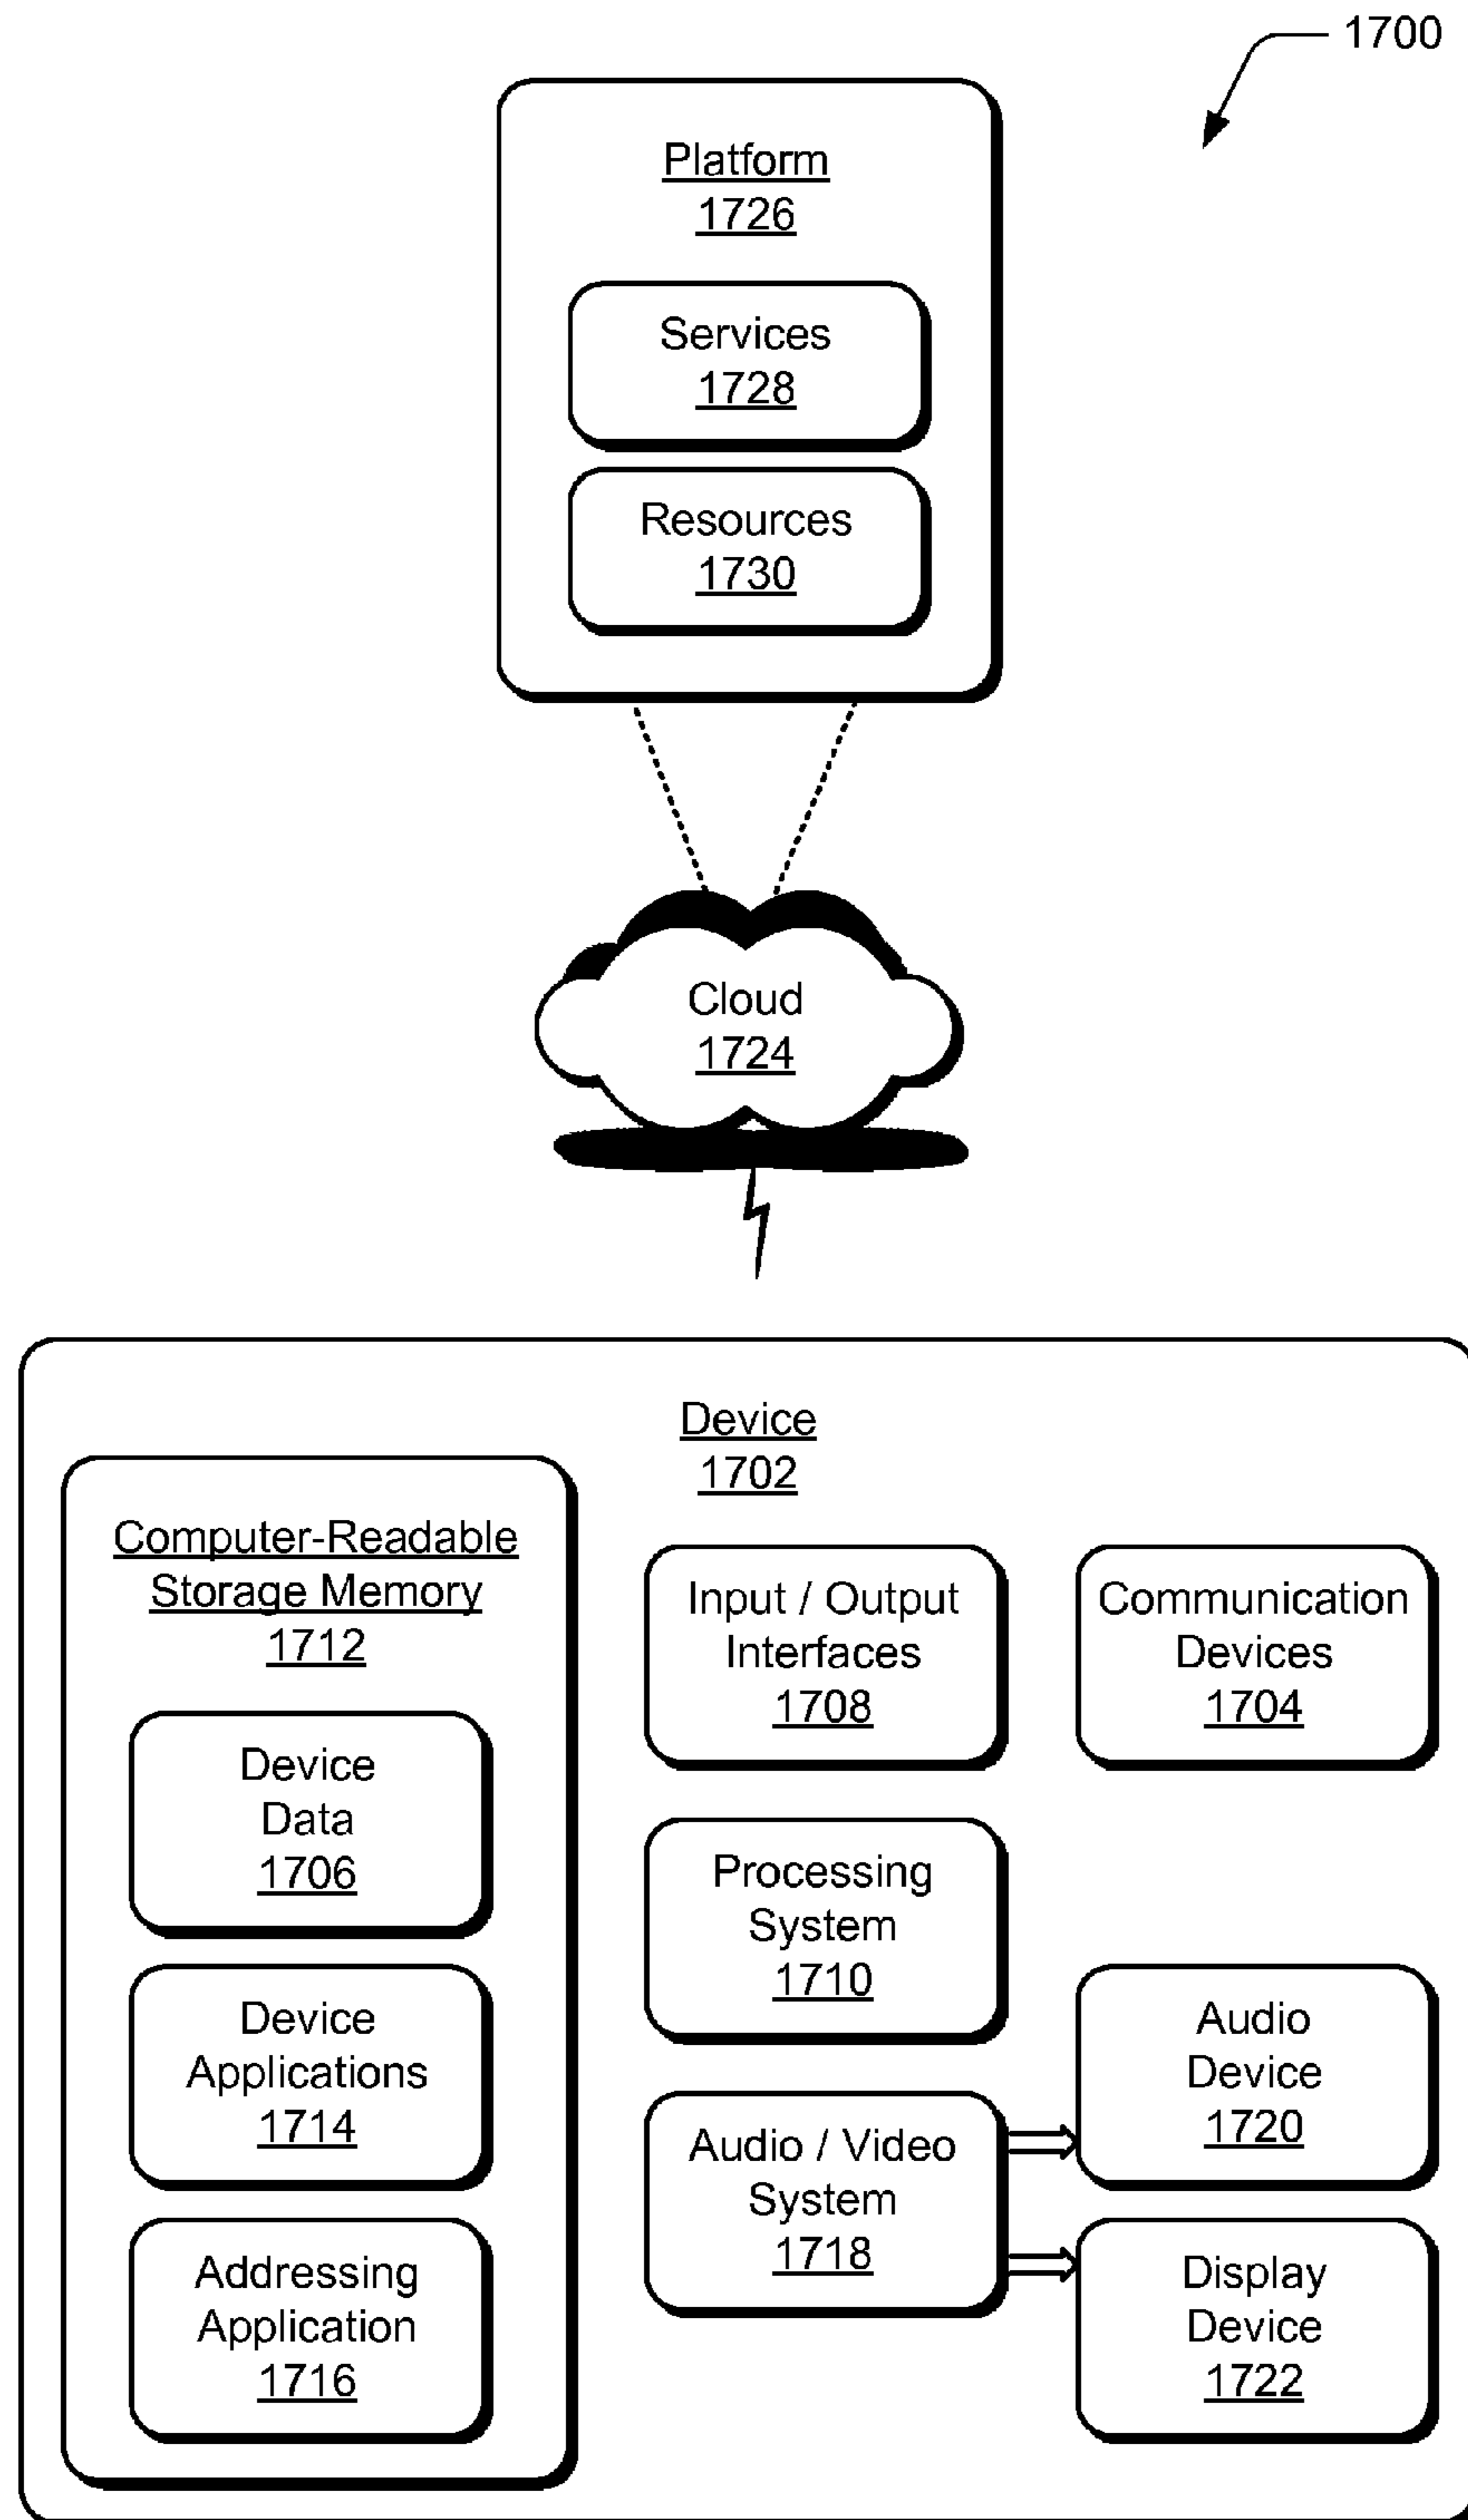 1700
Platform
1726
Services
1728
Resources
1730
Cloud
1724
Device
1702
Computer-Readable
Storage Memory
1712
Device
Data
1706
Device
Applications
1714
Addressing
Application
1716
Input / Output
Interfaces
1708
Processing
System
1710
Audio / Video
System
1718
Communication
Devices
1704
Audio
Device
1720
Display
Device
1722